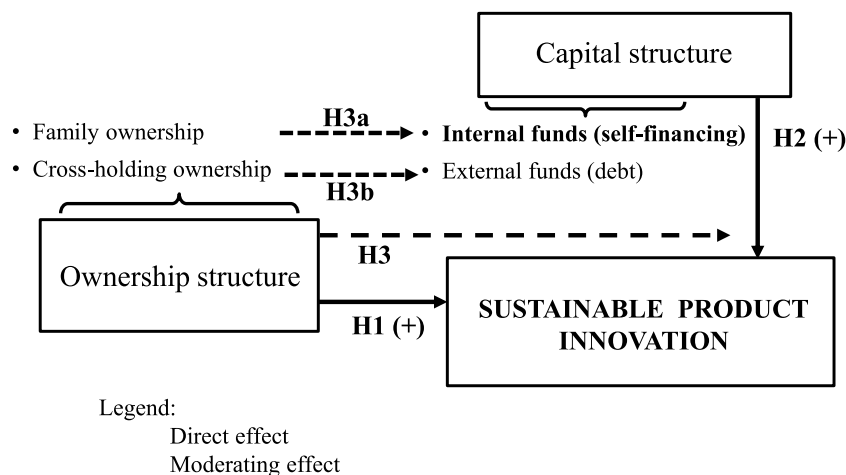 Capital structure
H3a
• Family ownership
• Internal funds (self-financing)
H2 (+)
• Cross-holding ownership
• External funds (debt)
H3b
H3
Ownership structure
SUSTAINABLE PRODUCT
INNOVATION
H1 (+)
Legend:
Direct effect
Moderating effect